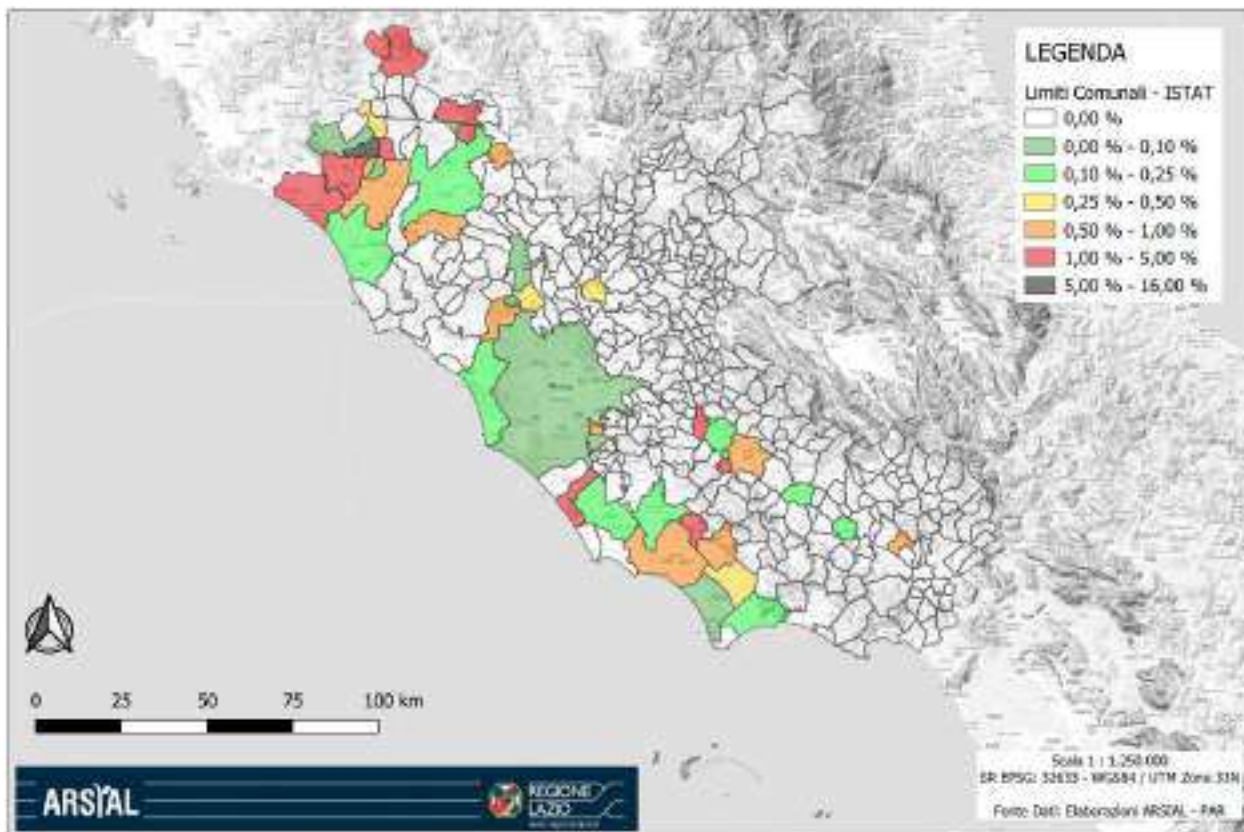 LEGENDA
Limiti Comunali - ISTAT
0,00 %
0,00 % - 0,10 %
0,10 % - 0,25 %
0,25 % - 0,50 %
0,50 % - 1,00 %
1,00 % - 5,00 %
5,00 % - 16,00 %
0 25 50 75 100 km
Scala 1 : 1.250.000
SR EPSG: 32633 - WGS84 / UTM Zona 33N
Fonte Dati: Elaborazioni ARSIAL - PAR
ARSIAL
REGIONE
LAZIO